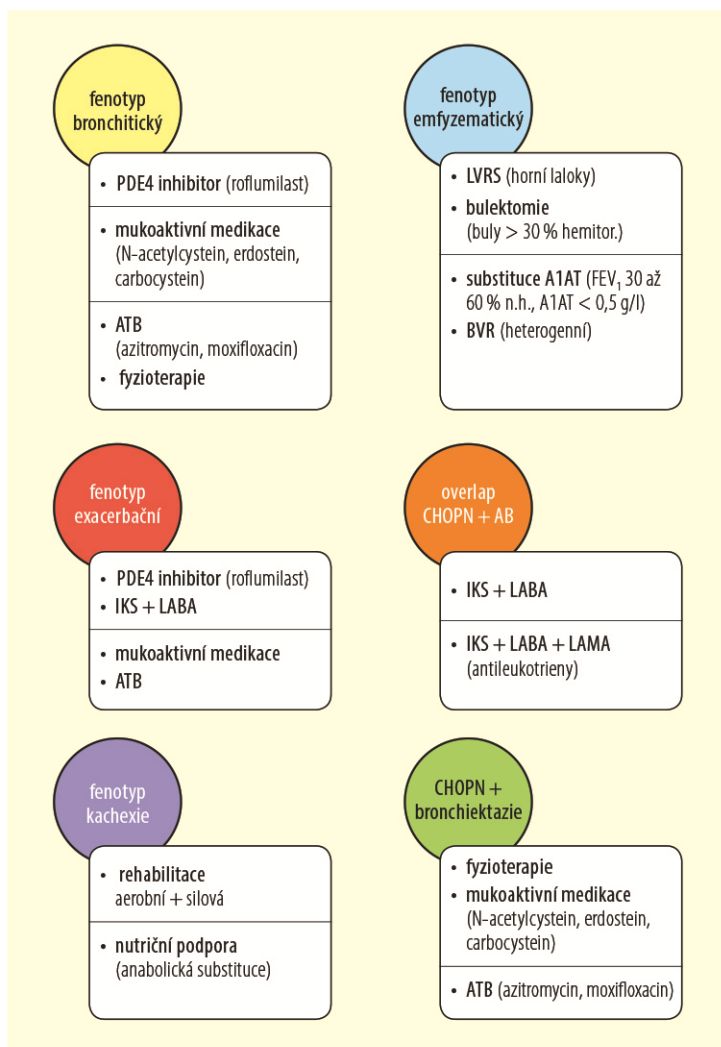 fenotyp
bronchitický
• PDE4 inhibitor (roflumilast)
• mukoaktivní medikace
(N-acetylcystein, erdostein,
carbocystein)
• ATB
(azitromycin, moxifloxacin)
• fyzioterapie
fenotyp
emfyzematický
• LVRS (horní laloky)
• bulektomie
(buly > 30 % hemitor.)
• substituce A1AT (FEV₁ 30 až
60 % n.h., A1AT < 0,5 g/l)
• BVR (heterogenní)
fenotyp
exacerbační
• PDE4 inhibitor (roflumilast)
• IKS + LABA
• mukoaktivní medikace
• ATB
overlap
CHOPN + AB
• IKS + LABA
• IKS + LABA + LAMA
(antileukotrieny)
fenotyp
kachexie
• rehabilitace
aerobní + silová
• nutriční podpora
(anabolická substituce)
CHOPN +
bronchiektazie
• fyzioterapie
• mukoaktivní medikace
(N-acetylcystein, erdostein,
carbocystein)
• ATB (azitromycin, moxifloxacin)